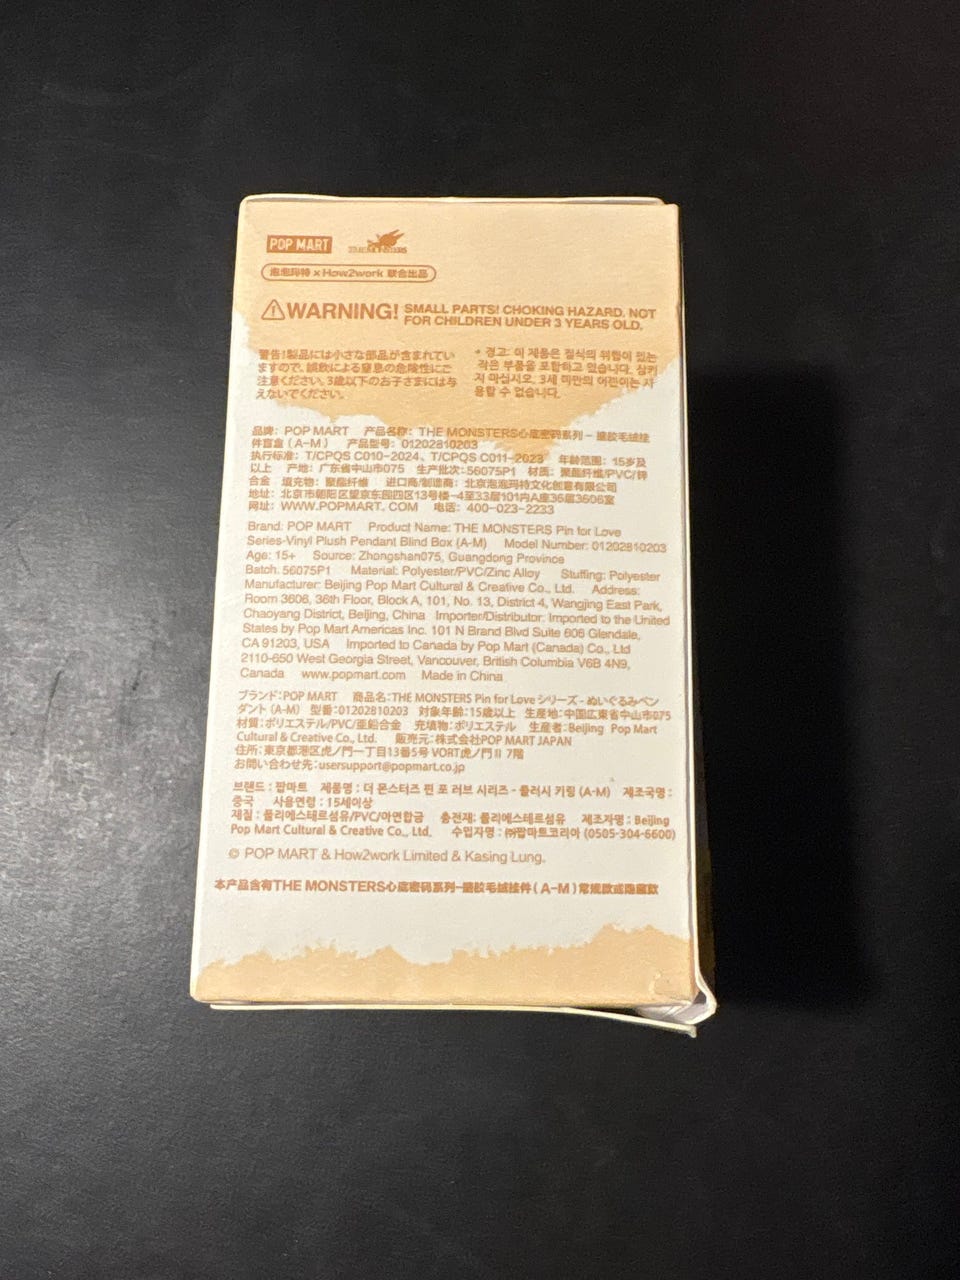 POP MART THE MONSTERS
泡泡玛特 × How2work 联合出品
WARNING! SMALL PARTS! CHOKING HAZARD. NOT
FOR CHILDREN UNDER 3 YEARS OLD.
警告!製品には小さな部品が含まれてい
ますので、誤飲による窒息の危険性にご
注意ください。3歳以下のお子さまには与
えないでください。
* 경고: 이 제품은 질식의 위험이 있는
작은 부품을 포함하고 있습니다. 삼키
지 마십시오. 3세 미만의 어린이는 사
용할 수 없습니다.
品牌: POP MART 产品名称: THE MONSTERS心底密码系列 – 搪胶毛绒挂
件盲盒 (A-M) 产品型号: 01202810203
执行标准: T/CPQS C010-2024、T/CPQS C011-2023 年龄范围: 15岁及
以上 产地: 广东省中山市075 生产批次: 56075P1 材质: 聚酯纤维/PVC/锌
合金 填充物: 聚酯纤维 进口商/制造商: 北京泡泡玛特文化创意有限公司
地址: 北京市朝阳区望京东园四区13号楼-4至33层101内A座36层3606室
网址: WWW.POPMART.COM 电话: 400-023-2233
Brand: POP MART Product Name: THE MONSTERS Pin for Love
Series-Vinyl Plush Pendant Blind Box (A-M) Model Number: 01202810203
Age: 15+ Source: Zhongshan075, Guangdong Province
Batch: 56075P1 Material: Polyester/PVC/Zinc Alloy Stuffing: Polyester
Manufacturer: Beijing Pop Mart Cultural & Creative Co., Ltd. Address:
Room 3606, 36th Floor, Block A, 101, No. 13, District 4, Wangjing East Park,
Chaoyang District, Beijing, China Importer/Distributor: Imported to the United
States by Pop Mart Americas Inc. 101 N Brand Blvd Suite 606 Glendale,
CA 91203, USA Imported to Canada by Pop Mart (Canada) Co., Ltd
2110-650 West Georgia Street, Vancouver, British Columbia V6B 4N9,
Canada www.popmart.com Made in China
ブランド:POP MART 商品名:THE MONSTERS Pin for Love シリーズ - ぬいぐるみペン
ダント (A-M) 型番:01202810203 対象年齢:15歳以上 生産地:中国広東省中山市075
材質:ポリエステル/PVC/亜鉛合金 充填物:ポリエステル 生産者:Beijing Pop Mart
Cultural & Creative Co., Ltd. 販売元:株式会社POP MART JAPAN
住所:東京都港区虎ノ門一丁目13番5号 VORT虎ノ門Ⅱ 7階
お問い合わせ先:usersupport@popmart.co.jp
브랜드 : 팝마트 제품명 : 더 몬스터즈 핀 포 러브 시리즈 - 플러시 키링 (A-M) 제조국명 :
중국 사용연령 : 15세이상
재질 : 폴리에스테르섬유/PVC/아연합금 충전재: 폴리에스테르섬유 제조자명 : Beijing
Pop Mart Cultural & Creative Co., Ltd. 수입자명 : ㈜팝마트코리아 (0505-304-6600)
© POP MART & How2work Limited & Kasing Lung.
本产品含有THE MONSTERS心底密码系列-搪胶毛绒挂件 (A-M) 常规款或隐藏款